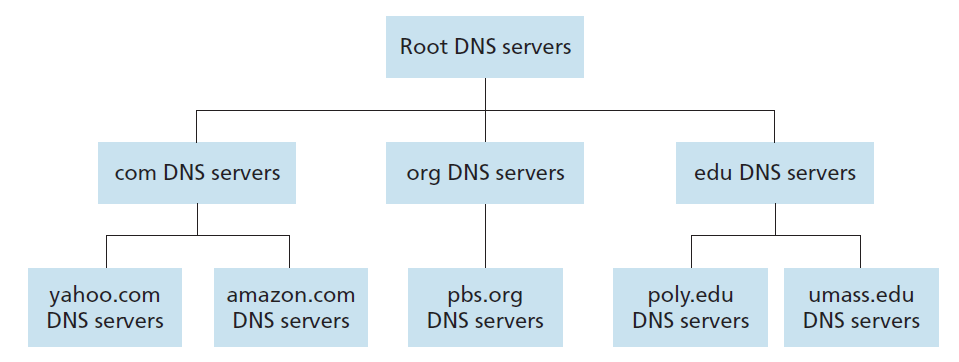 Root DNS servers
com DNS servers
org DNS servers
edu DNS servers
yahoo.com
DNS servers
amazon.com
DNS servers
pbs.org
DNS servers
poly.edu
DNS servers
umass.edu
DNS servers